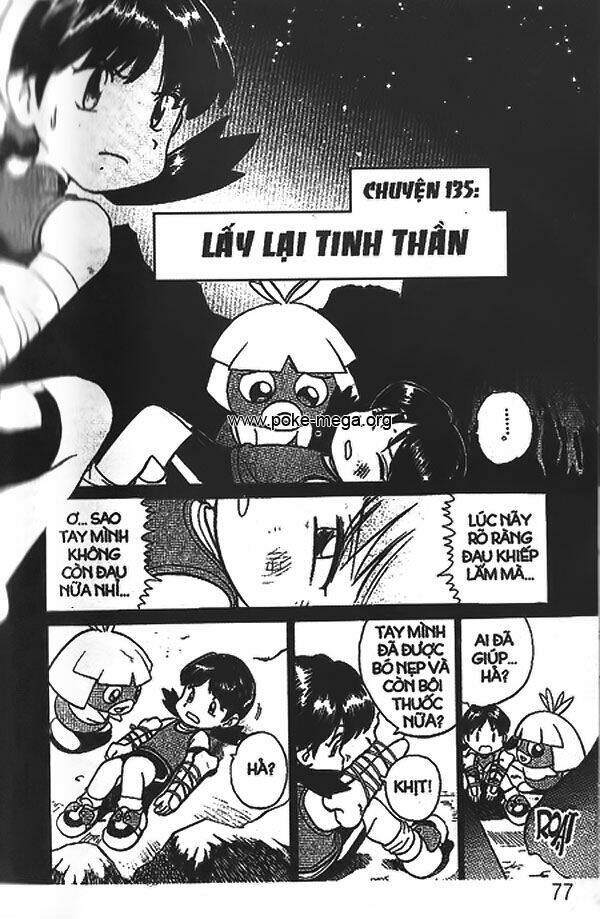 CHUYỆN 135:
LẤY LẠI TINH THẦN
www.poke-mega.org
........
Ơ... SAO
TAY MÌNH
KHÔNG
CÒN ĐAU
NỮA NHỈ...
LÚC NÃY
RÕ RÀNG
ĐAU KHIẾP
LẮM MÀ...
HẢ?
TAY MÌNH
ĐÃ ĐƯỢC
BÓ NẸP VÀ
CÒN BÔI
THUỐC
NỮA?
KHỊT!
AI ĐÃ
GIÚP...
HẢ?
77